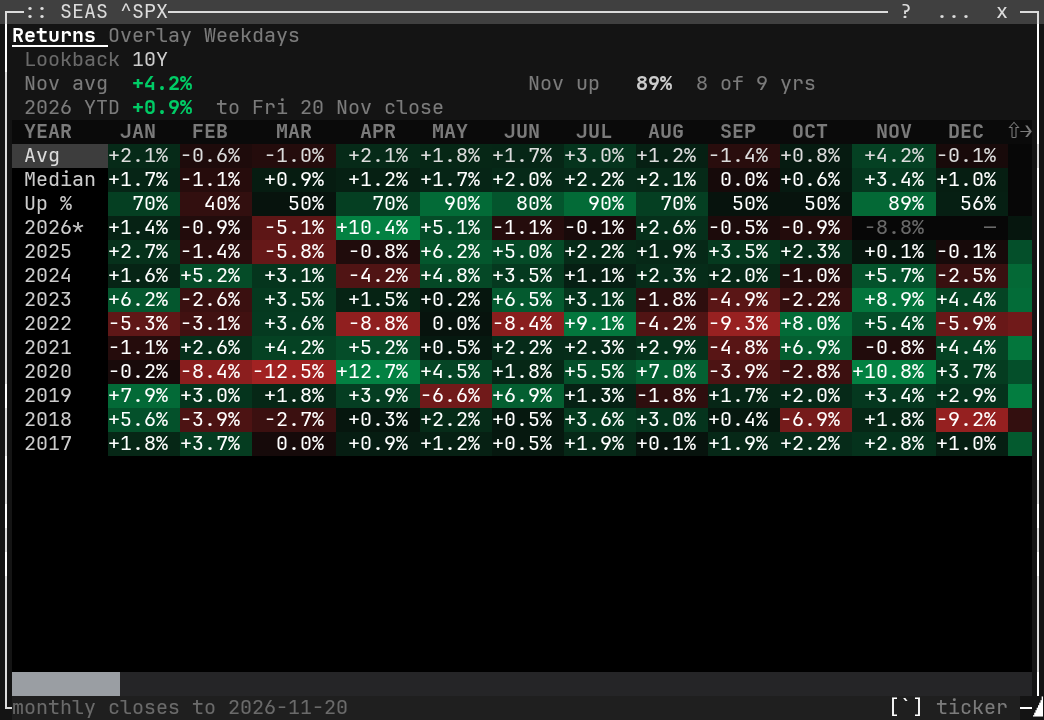 :: SEAS ^SPX ? ... x
Returns Overlay Weekdays
Lookback 10Y
Nov avg +4.2% Nov up 89% 8 of 9 yrs
2026 YTD +0.9% to Fri 20 Nov close
YEAR JAN FEB MAR APR MAY JUN JUL AUG SEP OCT NOV DEC ⇧→
Avg +2.1% -0.6% -1.0% +2.1% +1.8% +1.7% +3.0% +1.2% -1.4% +0.8% +4.2% -0.1%
Median +1.7% -1.1% +0.9% +1.2% +1.7% +2.0% +2.2% +2.1% 0.0% +0.6% +3.4% +1.0%
Up % 70% 40% 50% 70% 90% 80% 90% 70% 50% 50% 89% 56%
2026* +1.4% -0.9% -5.1% +10.4% +5.1% -1.1% -0.1% +2.6% -0.5% -0.9% -8.8% —
2025 +2.7% -1.4% -5.8% -0.8% +6.2% +5.0% +2.2% +1.9% +3.5% +2.3% +0.1% -0.1%
2024 +1.6% +5.2% +3.1% -4.2% +4.8% +3.5% +1.1% +2.3% +2.0% -1.0% +5.7% -2.5%
2023 +6.2% -2.6% +3.5% +1.5% +0.2% +6.5% +3.1% -1.8% -4.9% -2.2% +8.9% +4.4%
2022 -5.3% -3.1% +3.6% -8.8% 0.0% -8.4% +9.1% -4.2% -9.3% +8.0% +5.4% -5.9%
2021 -1.1% +2.6% +4.2% +5.2% +0.5% +2.2% +2.3% +2.9% -4.8% +6.9% -0.8% +4.4%
2020 -0.2% -8.4% -12.5% +12.7% +4.5% +1.8% +5.5% +7.0% -3.9% -2.8% +10.8% +3.7%
2019 +7.9% +3.0% +1.8% +3.9% -6.6% +6.9% +1.3% -1.8% +1.7% +2.0% +3.4% +2.9%
2018 +5.6% -3.9% -2.7% +0.3% +2.2% +0.5% +3.6% +3.0% +0.4% -6.9% +1.8% -9.2%
2017 +1.8% +3.7% 0.0% +0.9% +1.2% +0.5% +1.9% +0.1% +1.9% +2.2% +2.8% +1.0%
monthly closes to 2026-11-20 [`] ticker